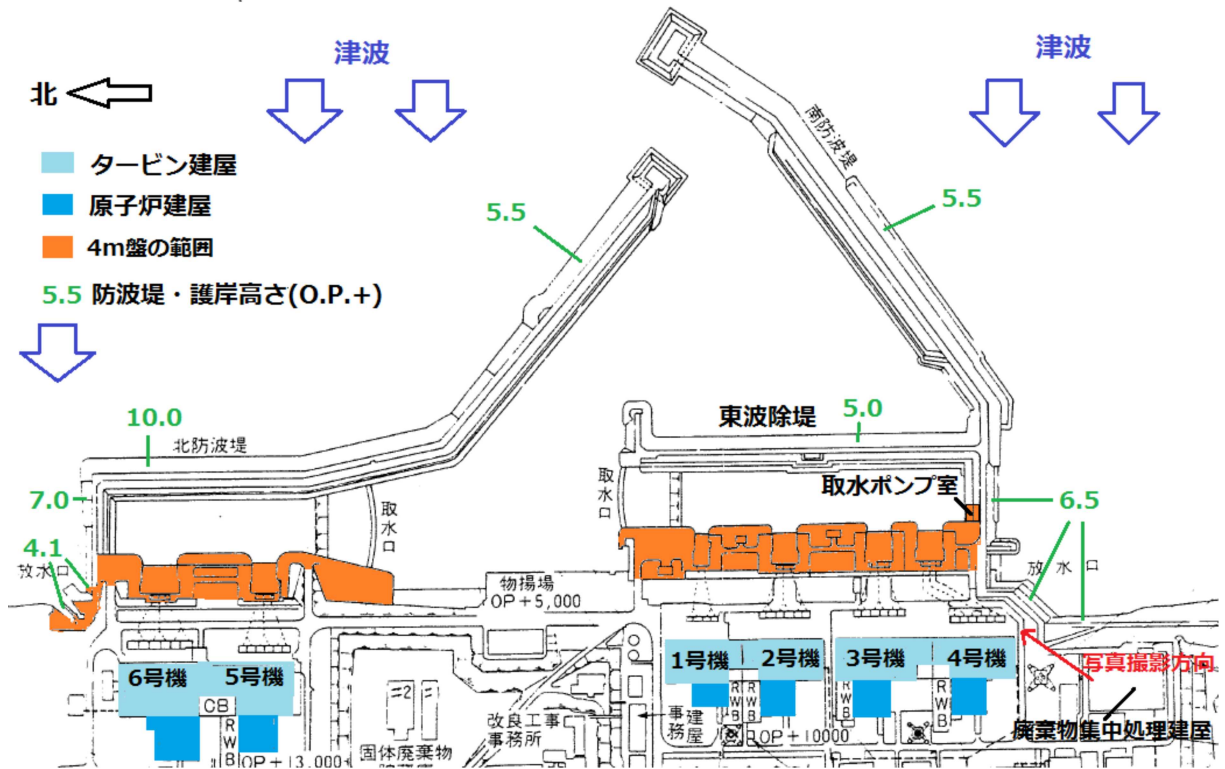 津波
津波
北
タービン建屋
原子炉建屋
4m盤の範囲
5.5 防波堤・護岸高さ(O.P.+)
南防波堤
5.5
5.5
10.0
北防波堤
7.0
4.1
放水口
取水口
取水口
東波除堤
5.0
取水ポンプ室
6.5
放水口
物揚場
OP+5,000
6号機
5号機
CB
RWB
OP+13,000
固体廃棄物
改良工事
事務所
1号機
2号機
3号機
4号機
RWB
RWB
RWB
事建
務屋
OP+10000
写真撮影方向
廃棄物集中処理建屋